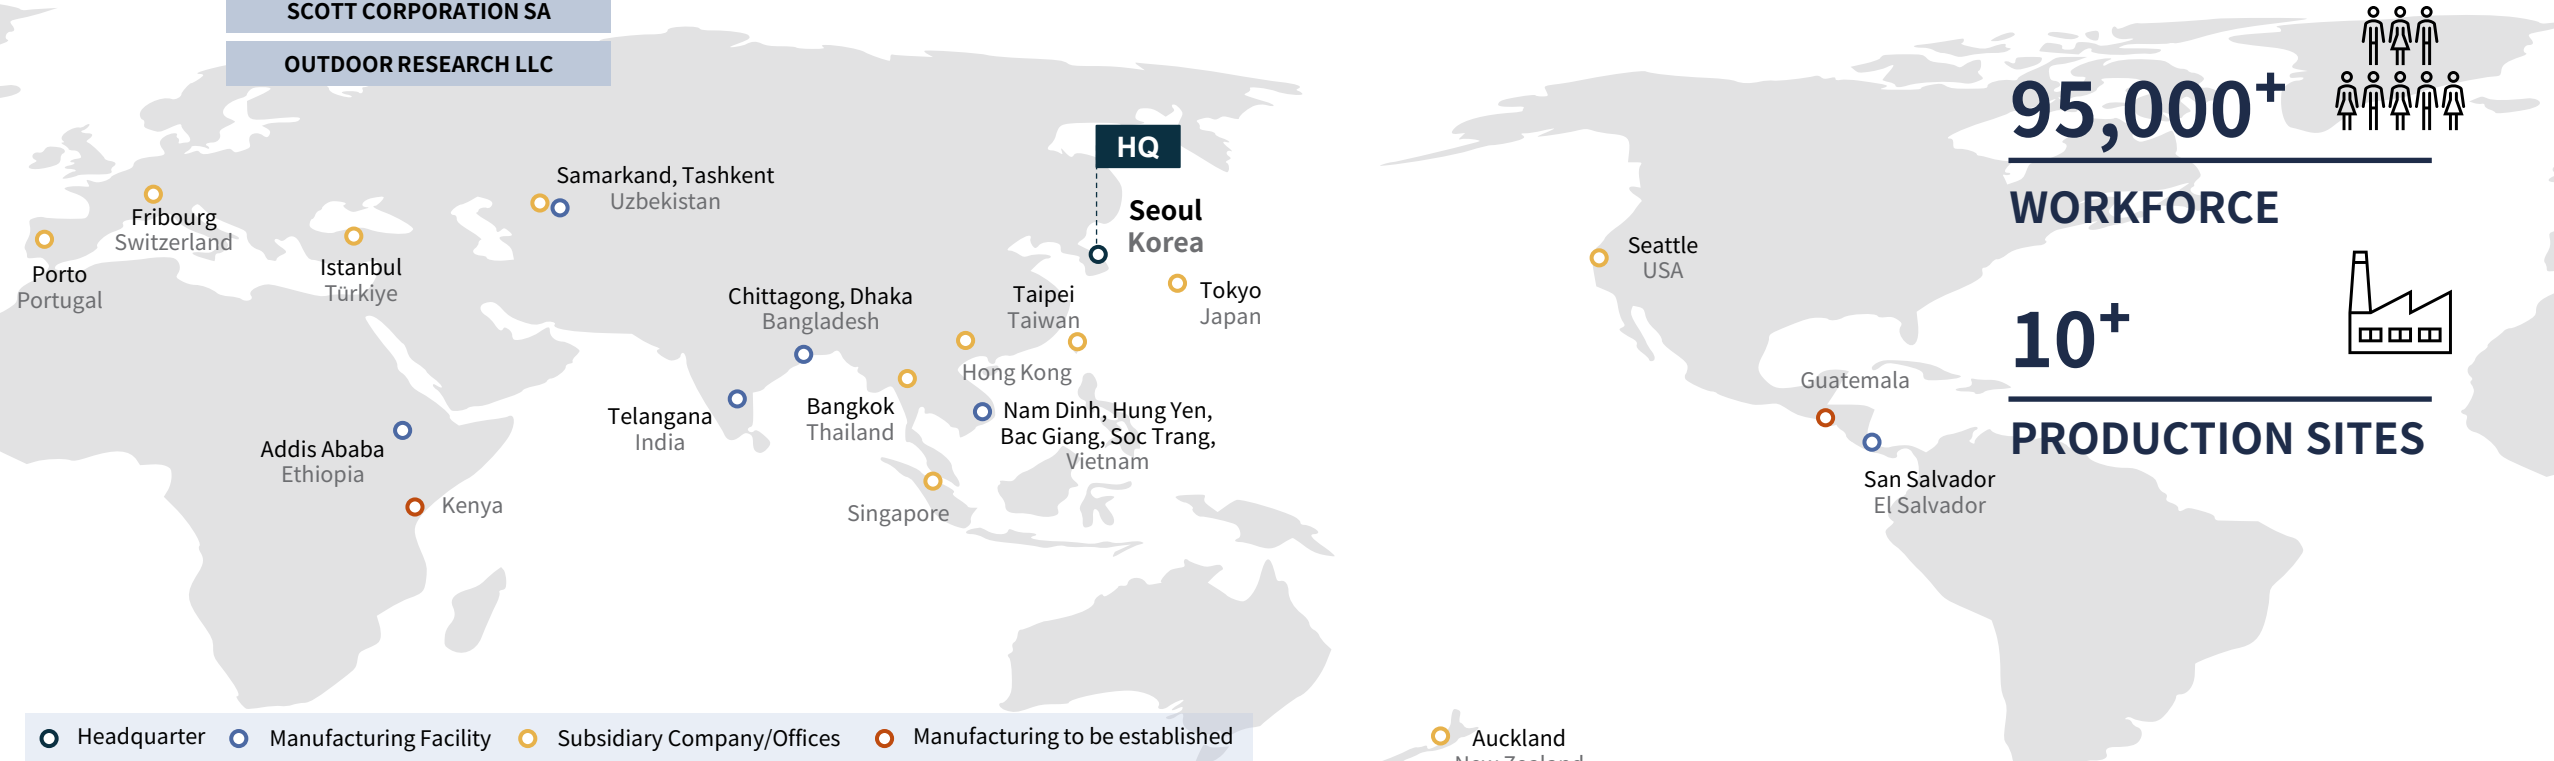 SCOTT CORPORATION SA
OUTDOOR RESEARCH LLC
95,000+
WORKFORCE
10+
PRODUCTION SITES
HQ
Seoul
Korea
Samarkand, Tashkent
Uzbekistan
Fribourg
Switzerland
Porto
Portugal
Istanbul
Türkiye
Chittagong, Dhaka
Bangladesh
Taipei
Taiwan
Tokyo
Japan
Seattle
USA
Hong Kong
Guatemala
Telangana
India
Bangkok
Thailand
Nam Dinh, Hung Yen,
Bac Giang, Soc Trang,
Vietnam
Addis Ababa
Ethiopia
Kenya
Singapore
San Salvador
El Salvador
Auckland
New Zealand
Headquarter
Manufacturing Facility
Subsidiary Company/Offices
Manufacturing to be established